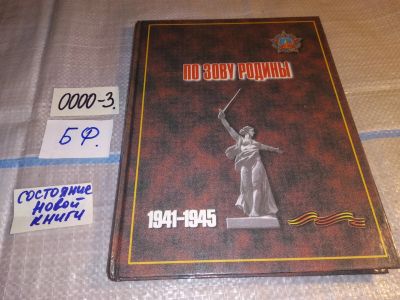 ПО ЗОВУ РОДИНЫ
1941-1945
0000-3.
БФ.
СОСТОЯНИЕ
НОВОЙ
КНИГИ